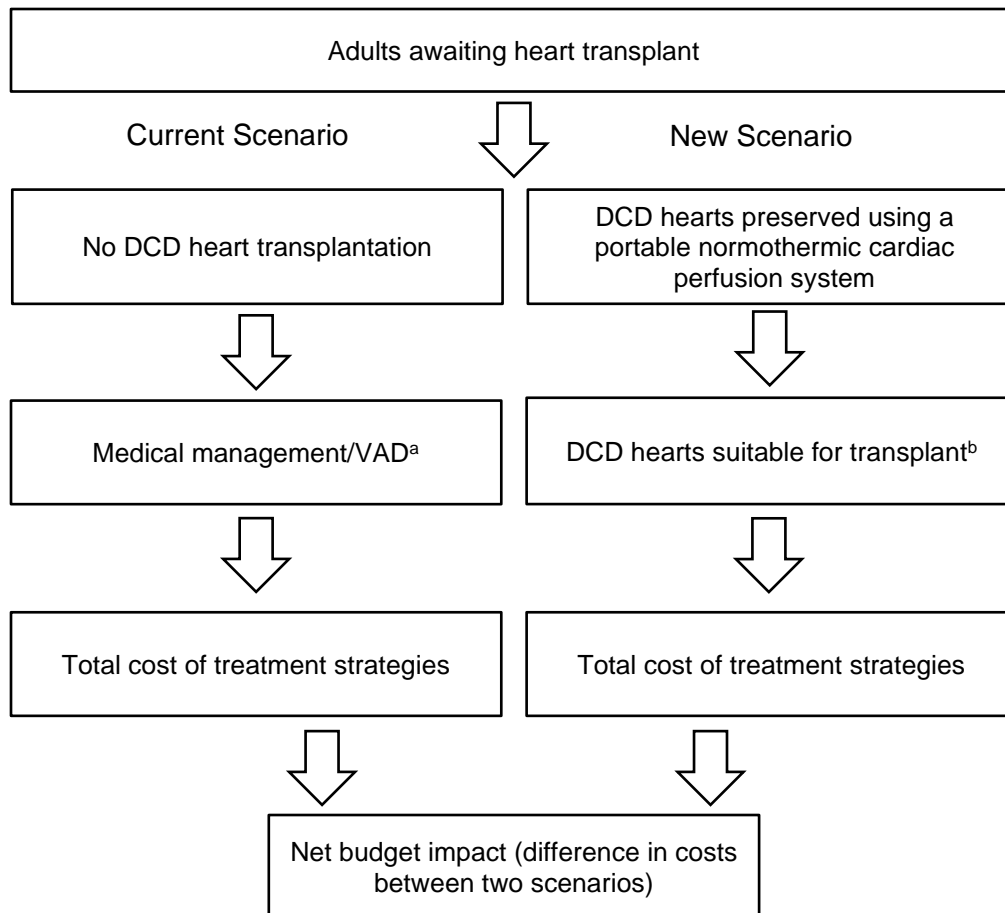 Adults awaiting heart transplant
Current Scenario
New Scenario
No DCD heart transplantation
DCD hearts preserved using a
portable normothermic cardiac
perfusion system
Medical management/VADᵃ
DCD hearts suitable for transplantᵇ
Total cost of treatment strategies
Total cost of treatment strategies
Net budget impact (difference in costs
between two scenarios)